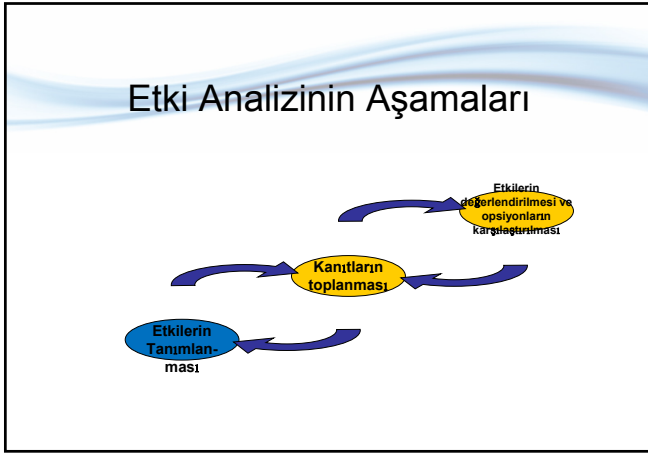 Etki Analizinin Aşamaları
Etkilerin
değerlendirilmesi ve
opsiyonların
karşılaştırılması
Kanıtların
toplanması
Etkilerin
Tanımlan-
ması